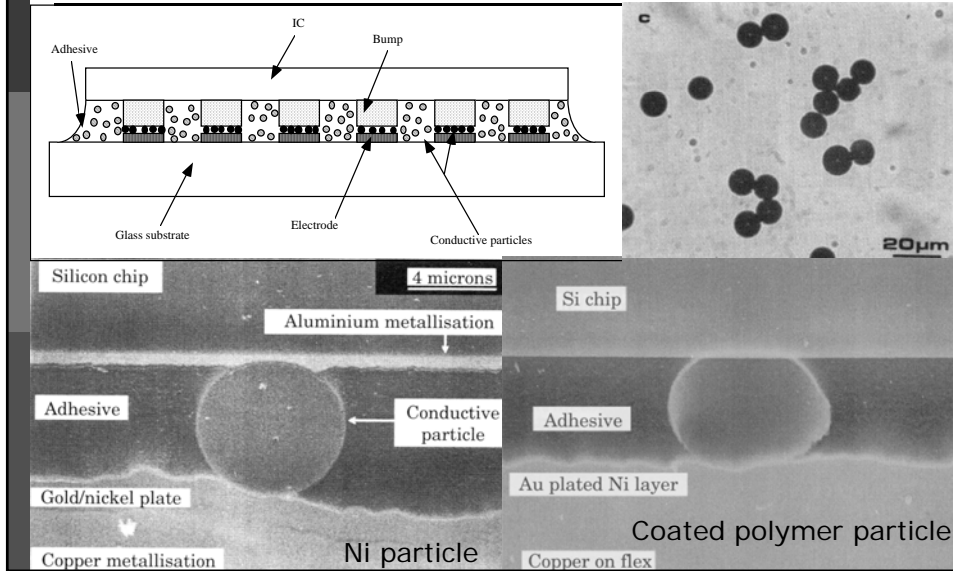 IC
Adhesive
Bump
Glass substrate
Electrode
Conductive particles
c
20µm
Silicon chip
4 microns
Aluminium metallisation
Adhesive
Conductive
particle
Gold/nickel plate
Copper metallisation
Ni particle
Si chip
Adhesive
Au plated Ni layer
Coated polymer particle
Copper on flex